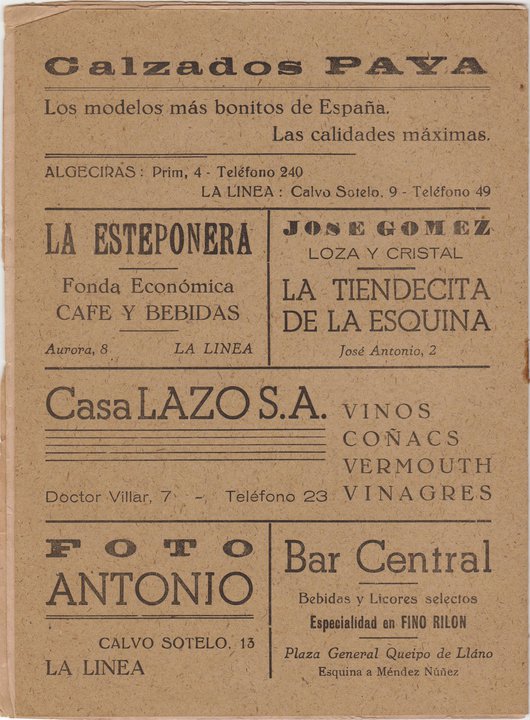 Calzados PAYA
Los modelos más bonitos de España.
Las calidades máximas.
ALGECIRAS: Prim, 4 - Teléfono 240
LA LINEA: Calvo Sotelo, 9 - Teléfono 49
LA ESTEPONERA
Fonda Económica
CAFE Y BEBIDAS
Aurora, 8 LA LINEA
JOSE GOMEZ
LOZA Y CRISTAL
LA TIENDECITA
DE LA ESQUINA
José Antonio, 2
Casa LAZO S.A.
Doctor Villar, 7 - Teléfono 23
VINOS
COÑACS
VERMOUTH
VINAGRES
FOTO
ANTONIO
CALVO SOTELO, 13
LA LINEA
Bar Central
Bebidas y Licores selectos
Especialidad en FINO RILON
Plaza General Queipo de Lláno
Esquina a Méndez Núñez